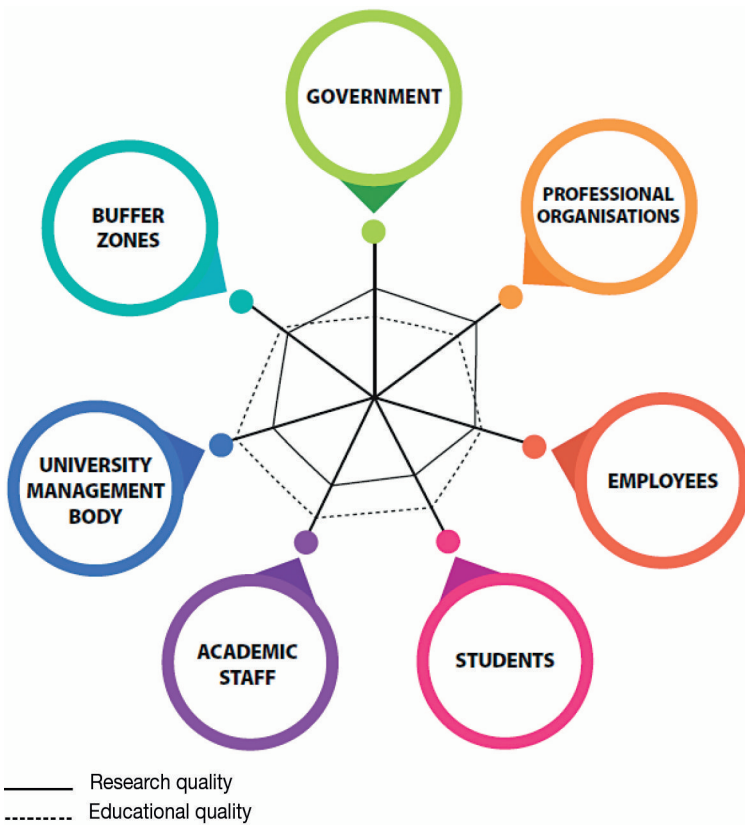 GOVERNMENT
PROFESSIONAL
ORGANISATIONS
BUFFER
ZONES
UNIVERSITY
MANAGEMENT
BODY
EMPLOYEES
ACADEMIC
STAFF
STUDENTS
Research quality
Educational quality